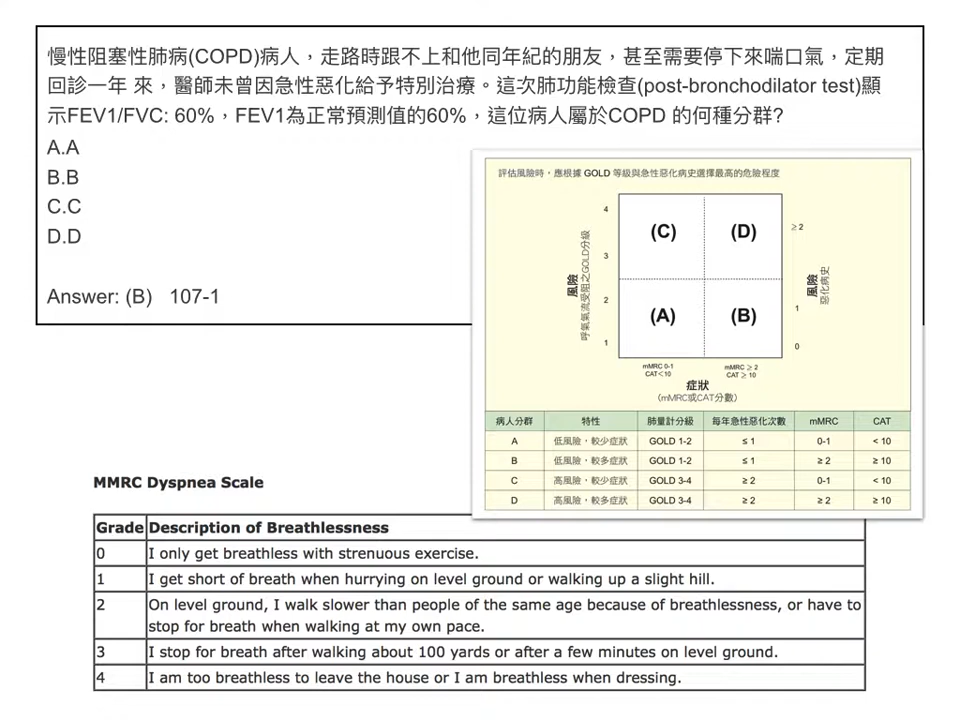 慢性阻塞性肺病(COPD)病人，走路時跟不上和他同年紀的朋友，甚至需要停下來喘口氣，定期
回診一年 來，醫師未曾因急性惡化給予特別治療。這次肺功能檢查(post-bronchodilator test)顯
示FEV1/FVC: 60%，FEV1為正常預測值的60%，這位病人屬於COPD 的何種分群?
A.A
B.B
C.C
D.D
Answer: (B) 107-1
評估風險時，應根據 GOLD 等級與急性惡化病史選擇最高的危險程度
風險
呼氣氣流受阻之GOLD分級
4
3
2
1
(C) (D)
(A) (B)
≥ 2
1
0
風險
惡化病史
mMRC 0-1
CAT＜10
mMRC ≥ 2
CAT ≥ 10
症狀
(mMRC或CAT分數)
病人分群 特性 肺量計分級 每年急性惡化次數 mMRC CAT
A 低風險，較少症狀 GOLD 1-2 ≤ 1 0-1 < 10
B 低風險，較多症狀 GOLD 1-2 ≤ 1 ≥ 2 ≥ 10
C 高風險，較少症狀 GOLD 3-4 ≥ 2 0-1 < 10
D 高風險，較多症狀 GOLD 3-4 ≥ 2 ≥ 2 ≥ 10
MMRC Dyspnea Scale
Grade Description of Breathlessness
0 I only get breathless with strenuous exercise.
1 I get short of breath when hurrying on level ground or walking up a slight hill.
2 On level ground, I walk slower than people of the same age because of breathlessness, or have to
stop for breath when walking at my own pace.
3 I stop for breath after walking about 100 yards or after a few minutes on level ground.
4 I am too breathless to leave the house or I am breathless when dressing.